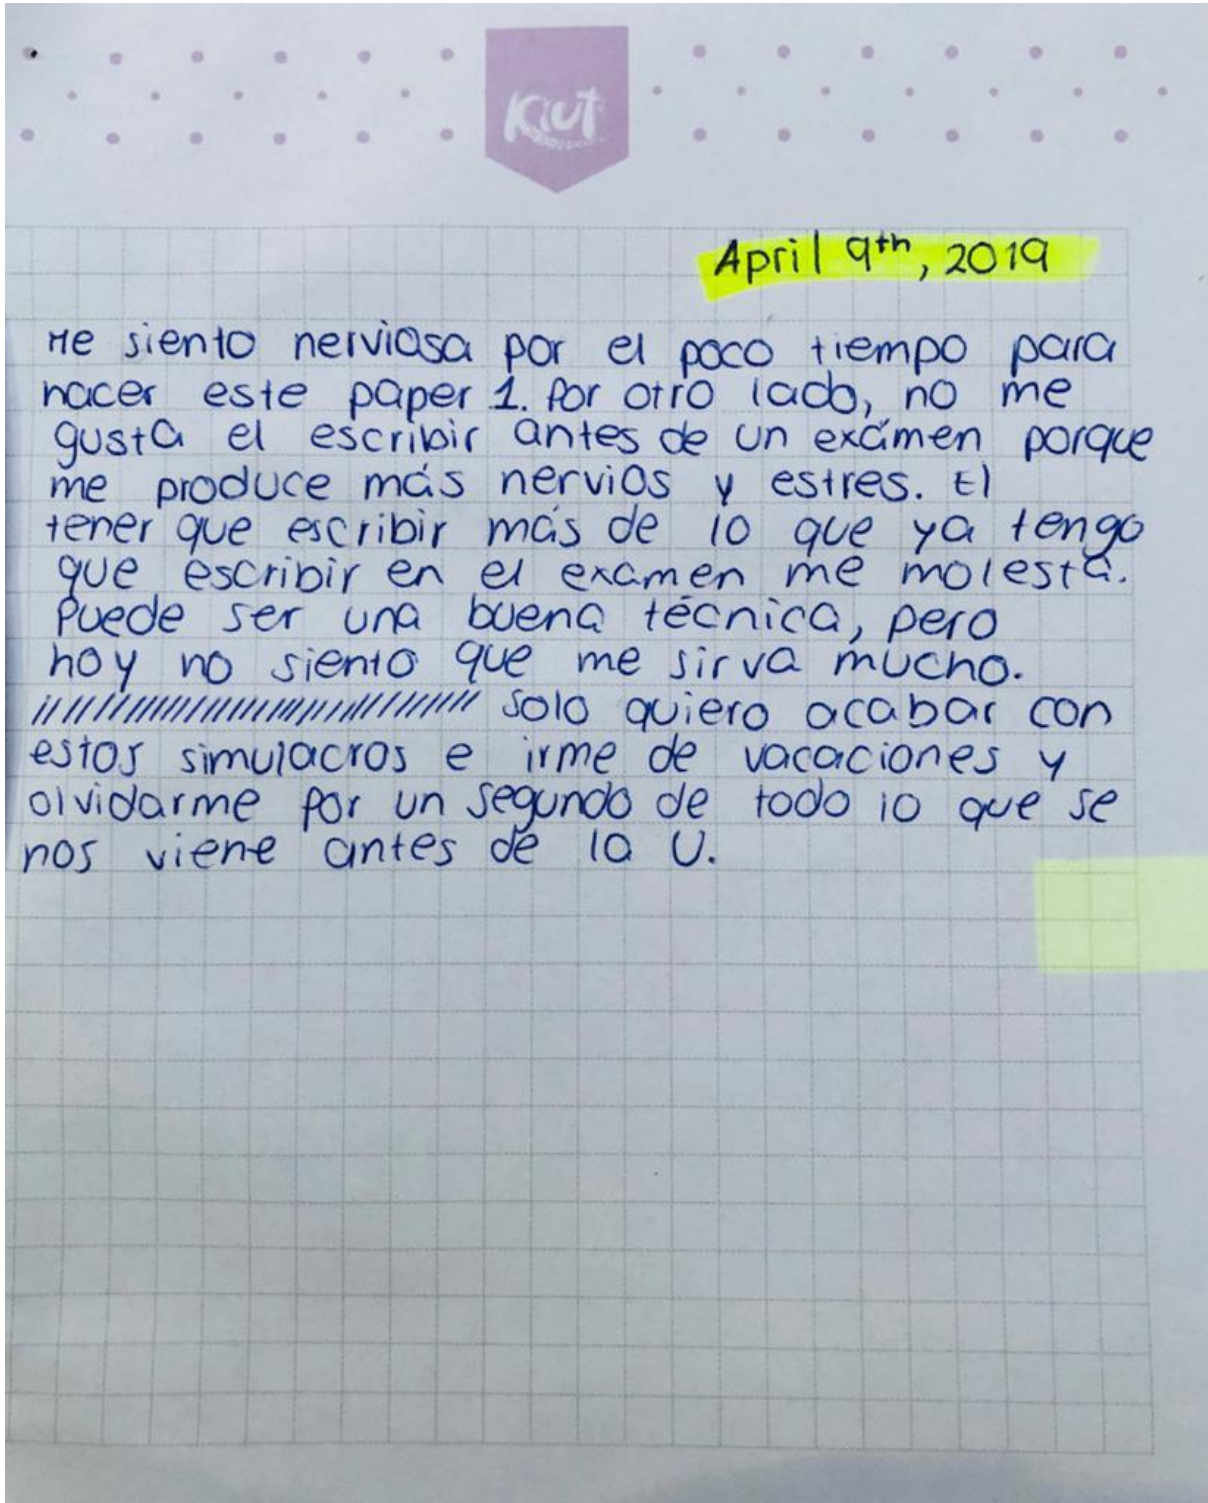 Kiut
April 9th, 2019
Me siento nerviosa por el poco tiempo para
hacer este paper 1. Por otro lado, no me
gusta el escribir antes de un exámen porque
me produce más nervios y estres. El
tener que escribir más de lo que ya tengo
que escribir en el examen me molesta.
Puede ser una buena técnica, pero
hoy no siento que me sirva mucho.
solo quiero acabar con
estos simulacros e irme de vacaciones y
olvidarme por un segundo de todo lo que se
nos viene antes de la U.